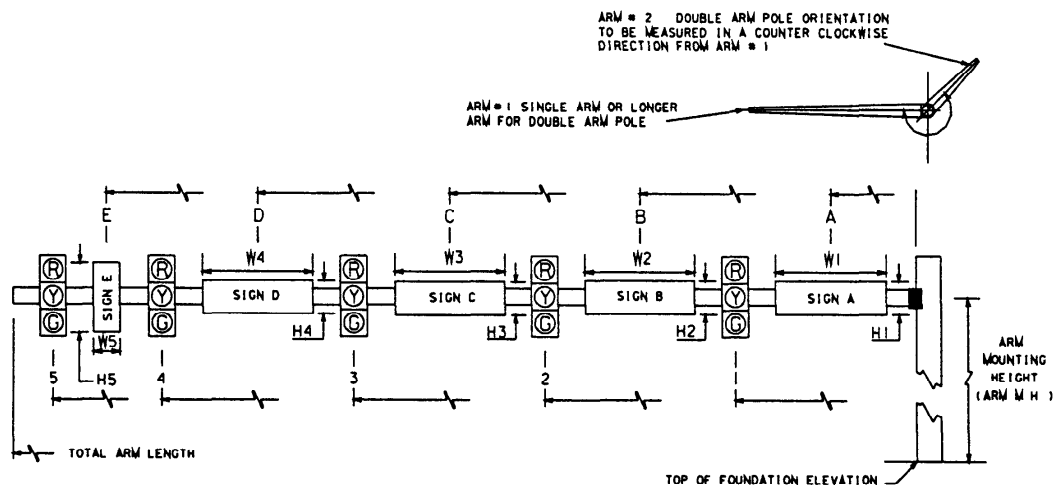 ARM # 2 DOUBLE ARM POLE ORIENTATION
TO BE MEASURED IN A COUNTER CLOCKWISE
DIRECTION FROM ARM # 1
ARM # 1 SINGLE ARM OR LONGER
ARM FOR DOUBLE ARM POLE
E D C B A
W4 W3 W2 W1
R R R R R
Y SIGN E Y SIGN D Y SIGN C Y SIGN B Y SIGN A
G G G G G
W5 H5 H4 H3 H2 H1
5 4 3 2 1
ARM
MOUNTING
HEIGHT
(ARM M H )
TOTAL ARM LENGTH
TOP OF FOUNDATION ELEVATION